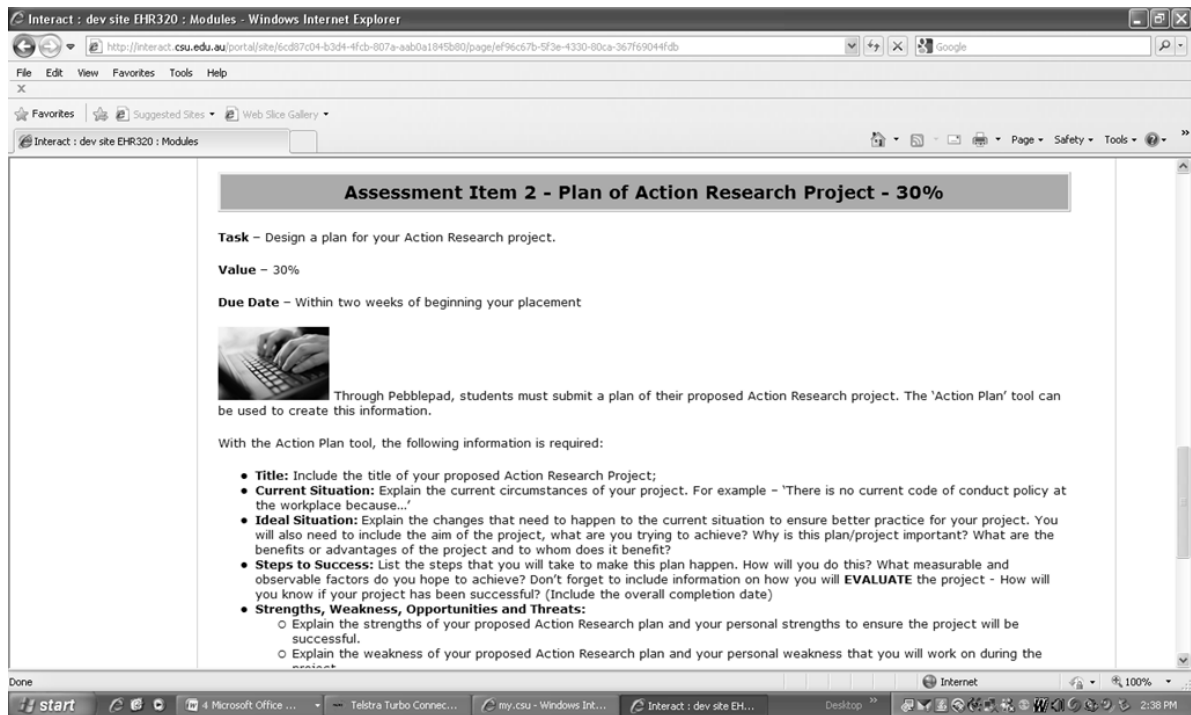 Interact : dev site EHR320 : Modules - Windows Internet Explorer
http://interact.csu.edu.au/portal/site/6cd87c04-b3d4-4fcb-807a-aab0a1845b80/page/ef96c67b-5f3e-4330-80ca-367f69044fdb
Google
File Edit View Favorites Tools Help
X
Favorites Suggested Sites Web Slice Gallery
Interact : dev site EHR320 : Modules
Page Safety Tools »
Assessment Item 2 - Plan of Action Research Project - 30%
Task – Design a plan for your Action Research project.
Value – 30%
Due Date – Within two weeks of beginning your placement
Through Pebblepad, students must submit a plan of their proposed Action Research project. The ‘Action Plan’ tool can
be used to create this information.
With the Action Plan tool, the following information is required:
● Title: Include the title of your proposed Action Research Project;
● Current Situation: Explain the current circumstances of your project. For example – ‘There is no current code of conduct policy at
the workplace because...’
● Ideal Situation: Explain the changes that need to happen to the current situation to ensure better practice for your project. You
will also need to include the aim of the project, what are you trying to achieve? Why is this plan/project important? What are the
benefits or advantages of the project and to whom does it benefit?
● Steps to Success: List the steps that you will take to make this plan happen. How will you do this? What measurable and
observable factors do you hope to achieve? Don’t forget to include information on how you will EVALUATE the project - How will
you know if your project has been successful? (Include the overall completion date)
● Strengths, Weakness, Opportunities and Threats:
○ Explain the strengths of your proposed Action Research plan and your personal strengths to ensure the project will be
successful.
○ Explain the weakness of your proposed Action Research plan and your personal weakness that you will work on during the
project
Done Internet 100%
start 4 Microsoft Office ... Telstra Turbo Connec... my.csu - Windows Int... Interact : dev site EH... Desktop » 2:38 PM